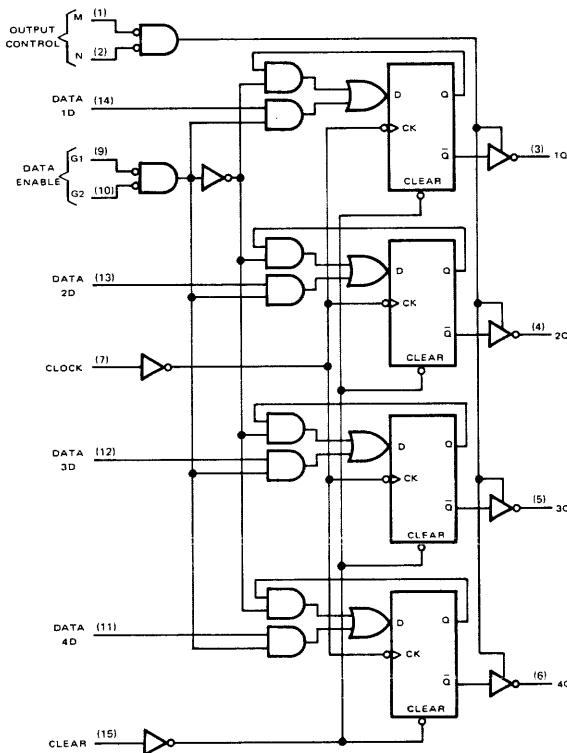 OUTPUT CONTROL
M (1)
N (2)
DATA 1D (14)
DATA ENABLE
G1 (9)
G2 (10)
D Q
CK
Q̅
CLEAR
(3) 1Q
DATA 2D (13)
D Q
CK
Q̅
CLEAR
(4) 2Q
CLOCK (7)
DATA 3D (12)
D Q
CK
Q̅
CLEAR
(5) 3Q
DATA 4D (11)
D Q
CK
Q̅
CLEAR
(6) 4Q
CLEAR (15)